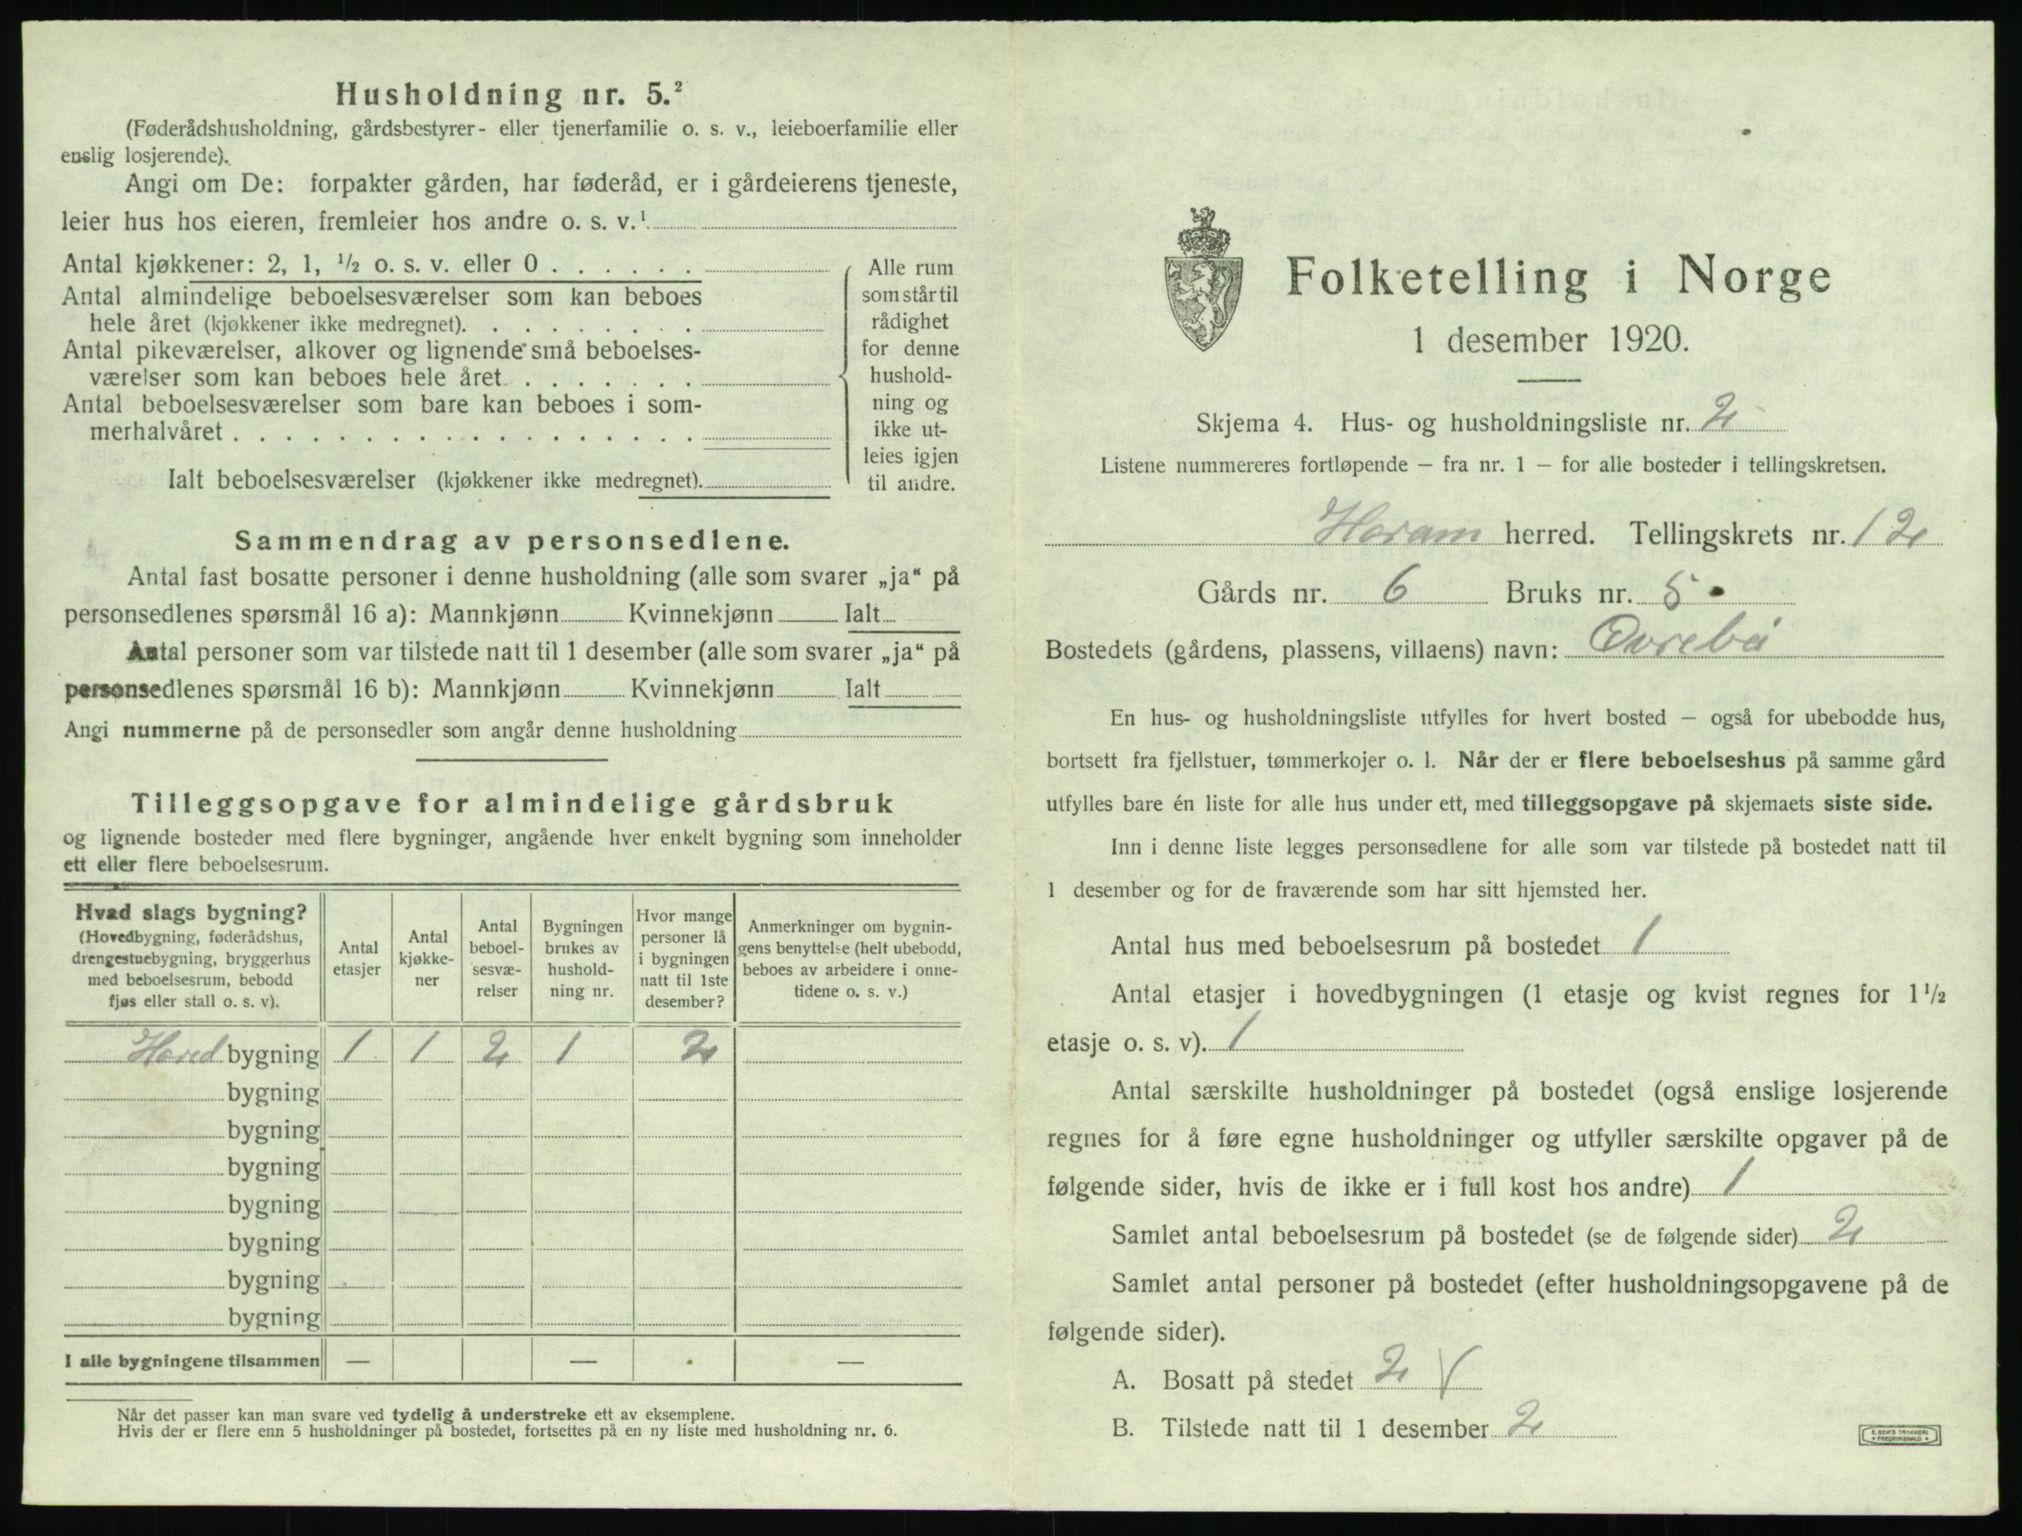 Husholdning nr. 5.²
(Føderådshusholdning, gårdsbestyrer- eller tjenerfamilie o. s. v., leieboerfamilie eller
enslig losjerende).
Angi om De: forpakter gården, har føderåd, er i gårdeierens tjeneste,
leier hus hos eieren, fremleier hos andre o. s. v.¹
Antal kjøkkener: 2, 1, ½ o. s. v. eller 0 . . . . . .
Antal almindelige beboelsesværelser som kan beboes
hele året (kjøkkener ikke medregnet). . . . . . . . .
Antal pikeværelser, alkover og lignende små beboelses-
værelser som kan beboes hele året . . . . . . .
Antal beboelsesværelser som bare kan beboes i som-
merhalvåret . . . . . . . . . . . . . . . . . .
Ialt beboelsesværelser (kjøkkener ikke medregnet).
Alle rum
som står til
rådighet
for denne
hushold-
ning og
ikke ut-
leies igjen
til andre.
Sammendrag av personsedlene.
Antal fast bosatte personer i denne husholdning (alle som svarer „ja“ på
personsedlenes spørsmål 16 a): Mannkjønn Kvinnekjønn Ialt
Antal personer som var tilstede natt til 1 desember (alle som svarer „ja“ på
personsedlenes spørsmål 16 b): Mannkjønn Kvinnekjønn Ialt
Angi nummerne på de personsedler som angår denne husholdning
Tilleggsopgave for almindelige gårdsbruk
og lignende bosteder med flere bygninger, angående hver enkelt bygning som inneholder
ett eller flere beboelsesrum.
Hvad slags bygning?
(Hovedbygning, føderådshus,
drengestuebygning, bryggerhus
med beboelsesrum, bebodd
fjøs eller stall o. s. v).
Antal
etasjer
Antal
kjøkke-
ner
Antal
beboel-
sesvæ-
relser
Bygningen
brukes av
hushold-
ning nr.
Hvor mange
personer lå
i bygningen
natt til 1ste
desember?
Anmerkninger om bygnin-
gens benyttelse (helt ubebodd,
beboes av arbeidere i onne-
tidene o. s. v.)
Hoved bygning 1 1 2 1 2
bygning
bygning
bygning
bygning
bygning
bygning
bygning
I alle bygningene tilsammen — — —
Når det passer kan man svare ved tydelig å understreke ett av eksemplene.
Hvis der er flere enn 5 husholdninger på bostedet, fortsettes på en ny liste med husholdning nr. 6.
Folketelling i Norge
1 desember 1920.
Skjema 4. Hus- og husholdningsliste nr. 2
Listene nummereres fortløpende – fra nr. 1 – for alle bosteder i tellingskretsen.
Haram herred. Tellingskrets nr. 12
Gårds nr. 6 Bruks nr. 5
Bostedets (gårdens, plassens, villaens) navn: Øvrebø
En hus- og husholdningsliste utfylles for hvert bosted – også for ubebodde hus,
bortsett fra fjellstuer, tømmerkojer o. l. Når der er flere beboelseshus på samme gård
utfylles bare én liste for alle hus under ett, med tilleggsopgave på skjemaets siste side.
Inn i denne liste legges personsedlene for alle som var tilstede på bostedet natt til
1 desember og for de fraværende som har sitt hjemsted her.
Antal hus med beboelsesrum på bostedet 1
Antal etasjer i hovedbygningen (1 etasje og kvist regnes for 1½
etasje o. s. v). 1
Antal særskilte husholdninger på bostedet (også enslige losjerende
regnes for å føre egne husholdninger og utfyller særskilte opgaver på de
følgende sider, hvis de ikke er i full kost hos andre) 1
Samlet antal beboelsesrum på bostedet (se de følgende sider) 2
Samlet antal personer på bostedet (efter husholdningsopgavene på de
følgende sider).
A. Bosatt på stedet 2 √
B. Tilstede natt til 1 desember 2